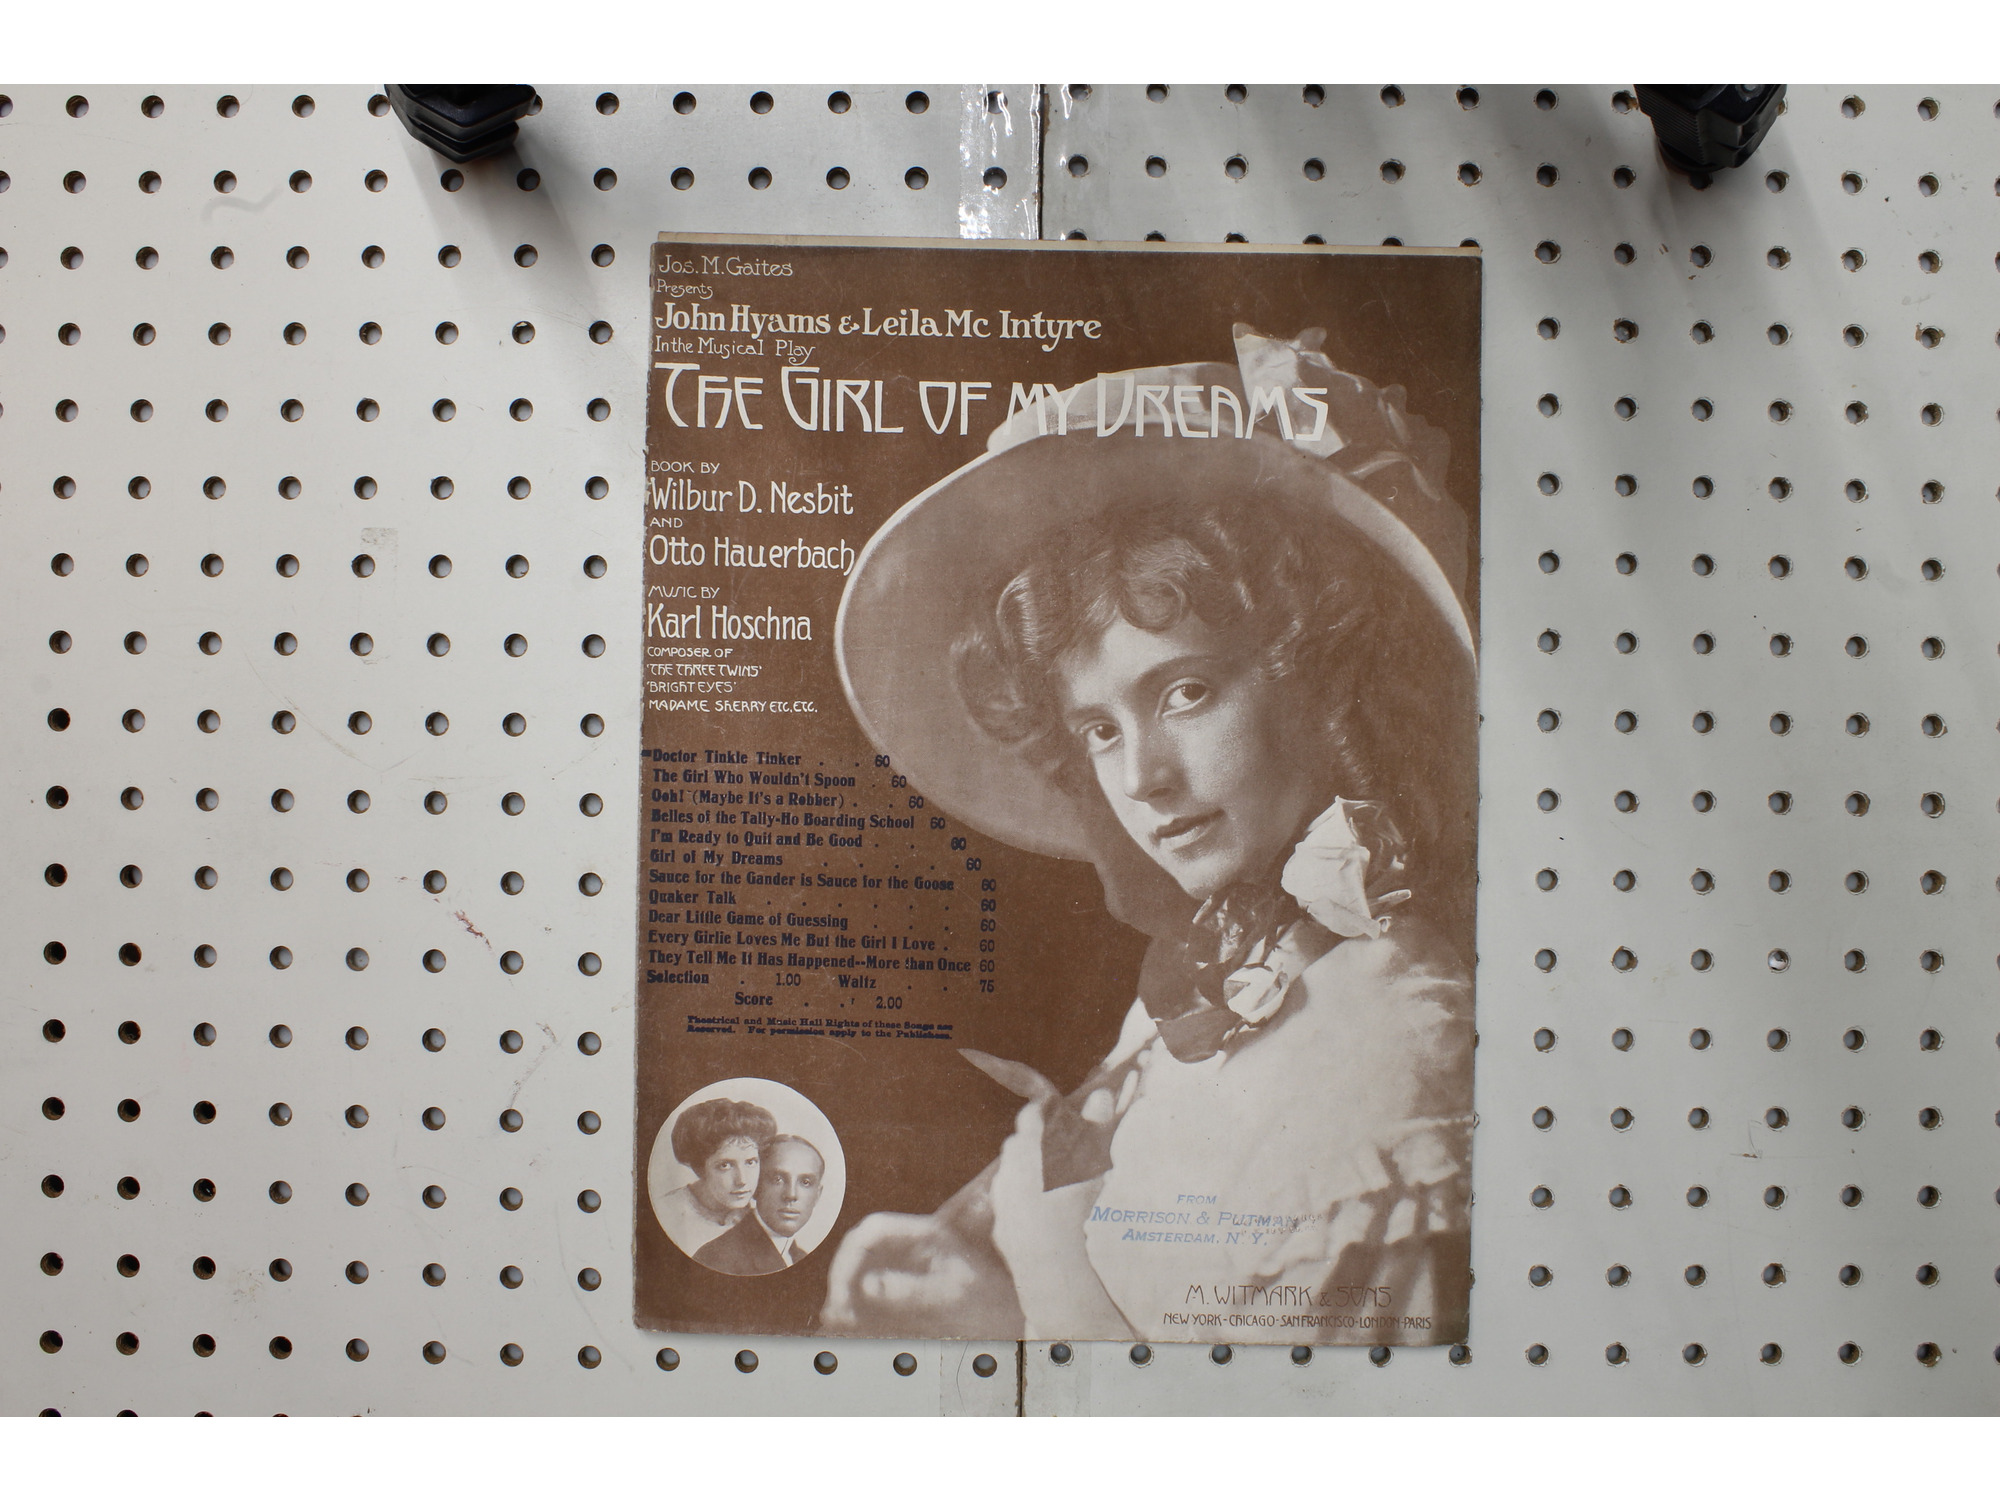 Jos. M. Gaites
Presents
John Hyams & Leila Mc Intyre
In the Musical Play
THE GIRL OF MY DREAMS
BOOK BY
Wilbur D. Nesbit
AND
Otto Hauerbach
MUSIC BY
Karl Hoschna
COMPOSER OF
'THE THREE TWINS'
'BRIGHT EYES'
MADAME SHERRY ETC, ETC.
Doctor Tinkle Tinker . . 60
The Girl Who Wouldn't Spoon . 60
Ooh! (Maybe It's a Robber) . . 60
Belles of the Tally-Ho Boarding School 60
I'm Ready to Quit and Be Good . . 60
Girl of My Dreams . . . . 60
Sauce for the Gander is Sauce for the Goose 60
Quaker Talk . . . . . . 60
Dear Little Game of Guessing . . . 60
Every Girlie Loves Me But the Girl I Love . 60
They Tell Me It Has Happened--More than Once 60
Selection . 1.00 Waltz . . 75
Score . . 2.00
Theatrical and Music Hall Rights of these Songs are
Reserved. For permission apply to the Publishers.
FROM
MORRISON & PUTMAN
AMSTERDAM, N. Y.
M. WITMARK & SONS
NEW YORK-CHICAGO-SAN FRANCISCO-LONDON-PARIS